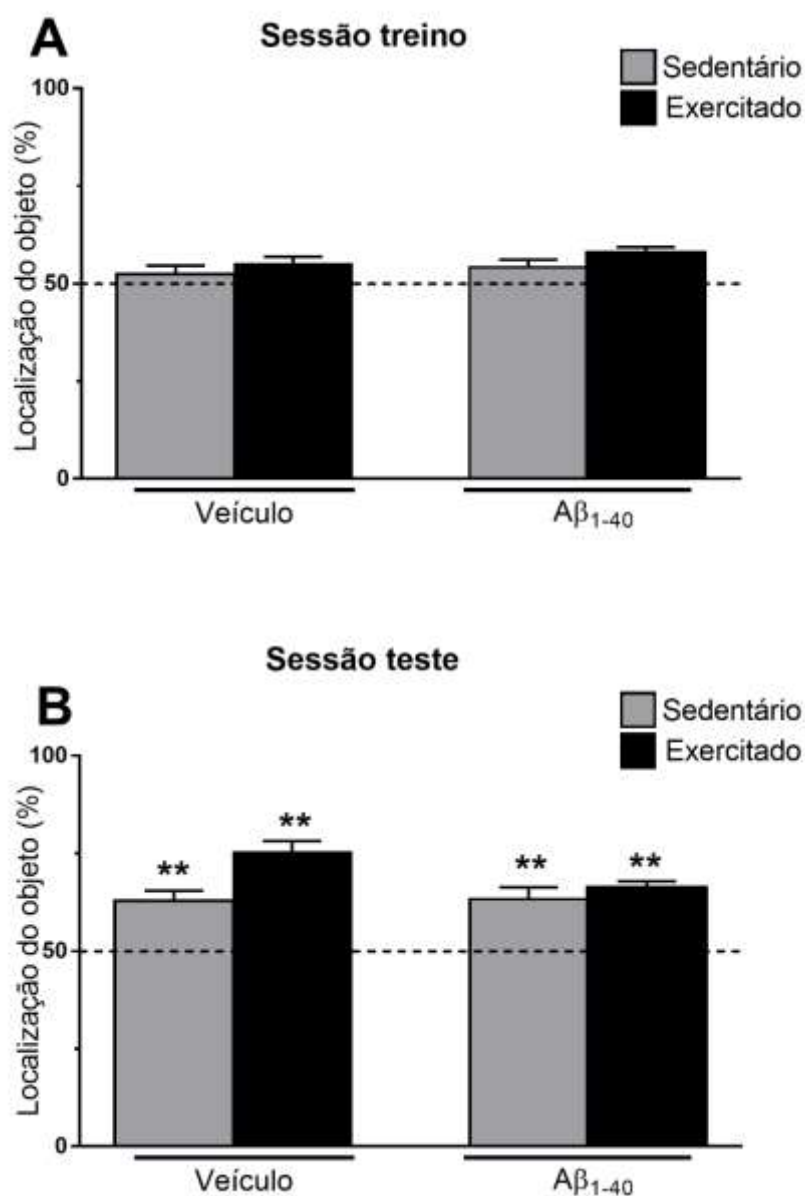 A
Sessão treino
Sedentário
Exercitado
Localização do objeto (%)
100
50
0
Veículo
Aβ1-40
Sessão teste
B
Sedentário
Exercitado
Localização do objeto (%)
100
** ** ** **
50
0
Veículo
Aβ1-40